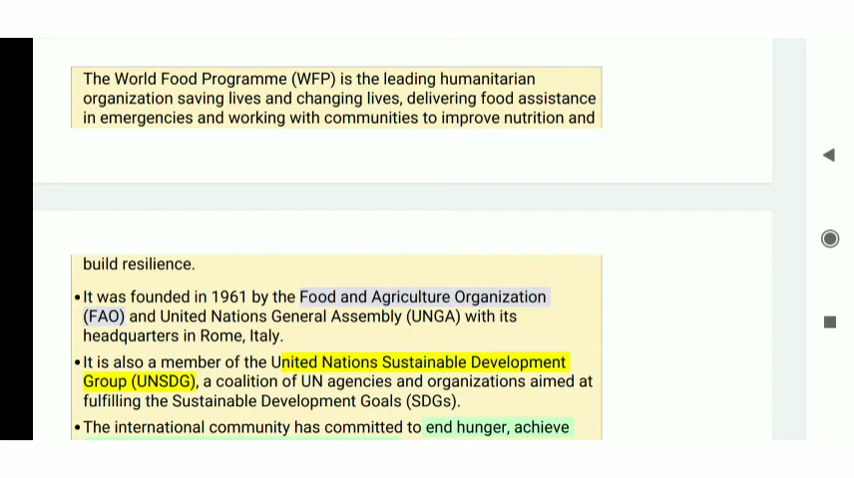 The World Food Programme (WFP) is the leading humanitarian
organization saving lives and changing lives, delivering food assistance
in emergencies and working with communities to improve nutrition and
build resilience.
•It was founded in 1961 by the Food and Agriculture Organization
(FAO) and United Nations General Assembly (UNGA) with its
headquarters in Rome, Italy.
•It is also a member of the United Nations Sustainable Development
Group (UNSDG), a coalition of UN agencies and organizations aimed at
fulfilling the Sustainable Development Goals (SDGs).
•The international community has committed to end hunger, achieve